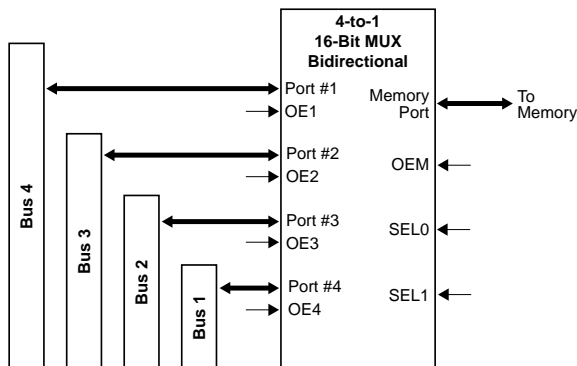 4-to-1
16-Bit MUX
Bidirectional
Port #1
OE1
Port #2
OE2
Port #3
OE3
Port #4
OE4
Memory
Port
OEM
SEL0
SEL1
To
Memory
Bus 4
Bus 3
Bus 2
Bus 1